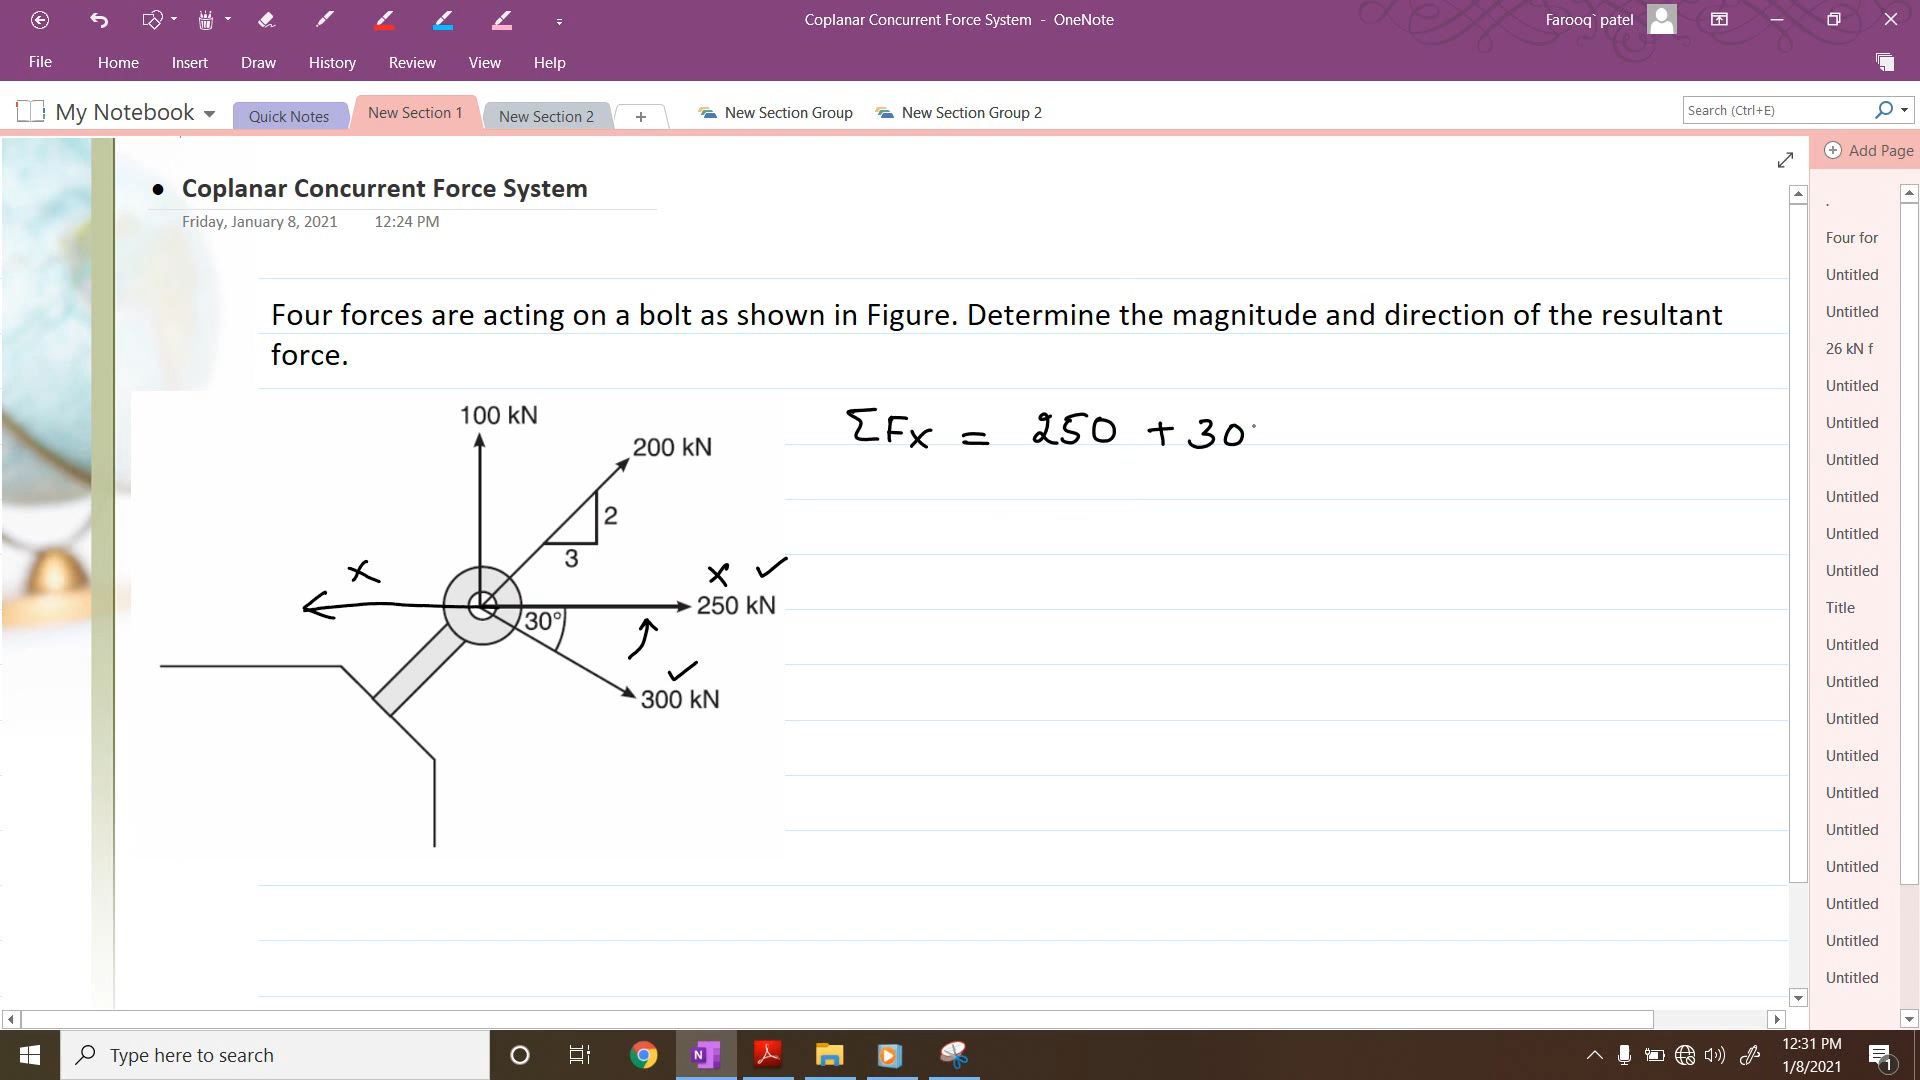 Coplanar Concurrent Force System - OneNote
Farooq` patel
File Home Insert Draw History Review View Help
My Notebook Quick Notes New Section 1 New Section 2 + New Section Group New Section Group 2
Search (Ctrl+E)
Add Page
Coplanar Concurrent Force System
Friday, January 8, 2021 12:24 PM
Four forces are acting on a bolt as shown in Figure. Determine the magnitude and direction of the resultant
force.
100 kN
200 kN
2
3
x
x ✓
250 kN
30°
✓
300 kN
ΣFx = 250 + 30
.
Four for
Untitled
Untitled
26 kN f
Untitled
Untitled
Untitled
Untitled
Untitled
Untitled
Title
Untitled
Untitled
Untitled
Untitled
Untitled
Untitled
Untitled
Untitled
Untitled
Untitled
Type here to search
12:31 PM
1/8/2021
1